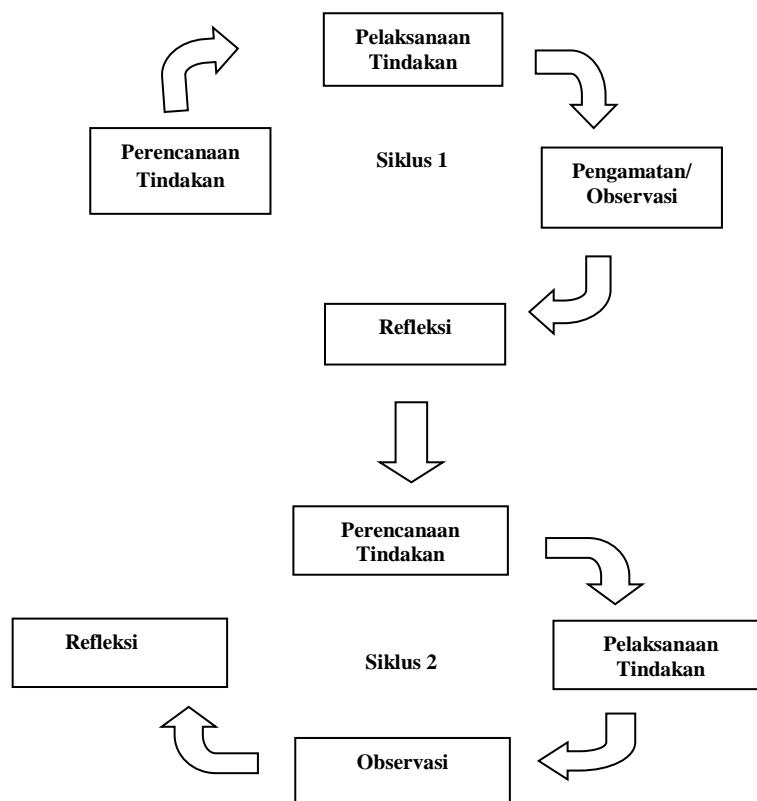 Pelaksanaan
Tindakan
Perencanaan
Tindakan
Siklus 1
Pengamatan/
Observasi
Refleksi
Perencanaan
Tindakan
Refleksi
Siklus 2
Pelaksanaan
Tindakan
Observasi